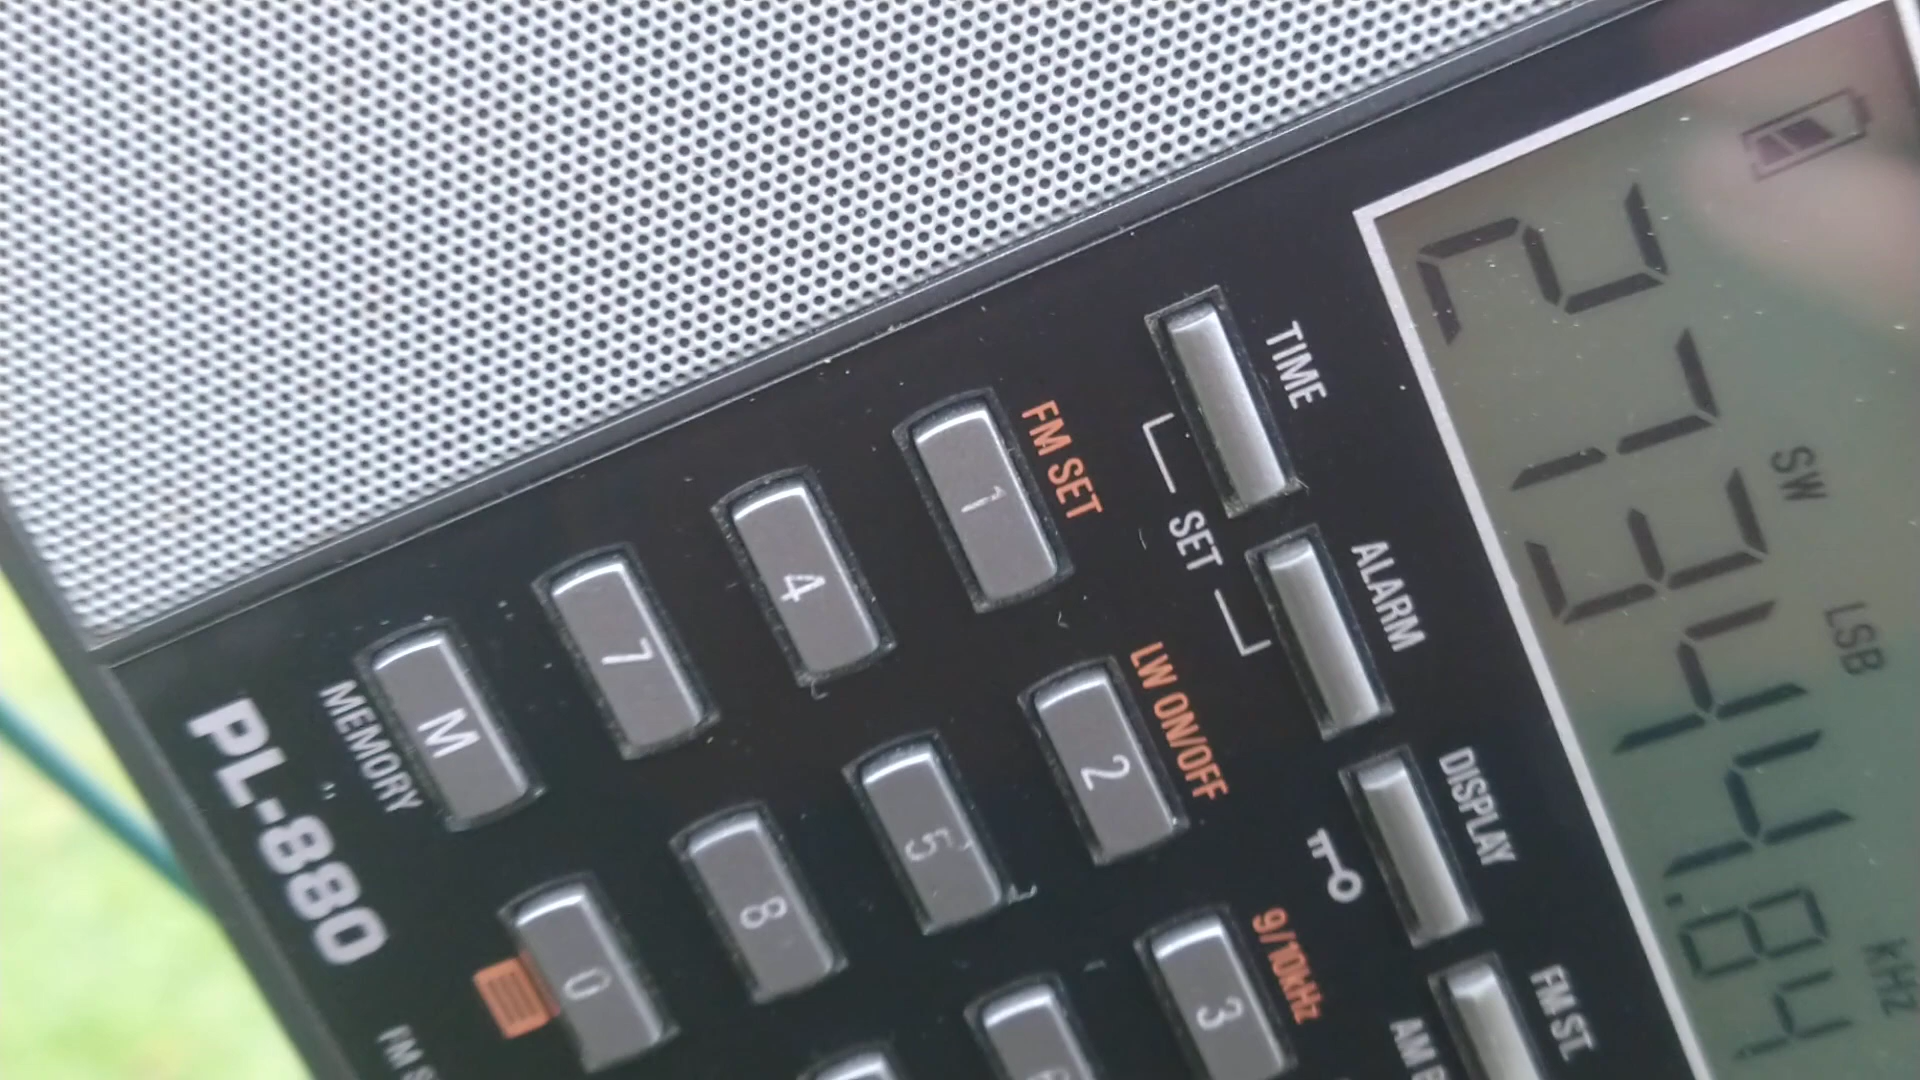 27344.84
SW LSB kHz
TIME ALARM DISPLAY FM ST.
SET
FM SET LW ON/OFF 9/10kHz
1 2 3
4 5
7 8
M 0
MEMORY
PL-880